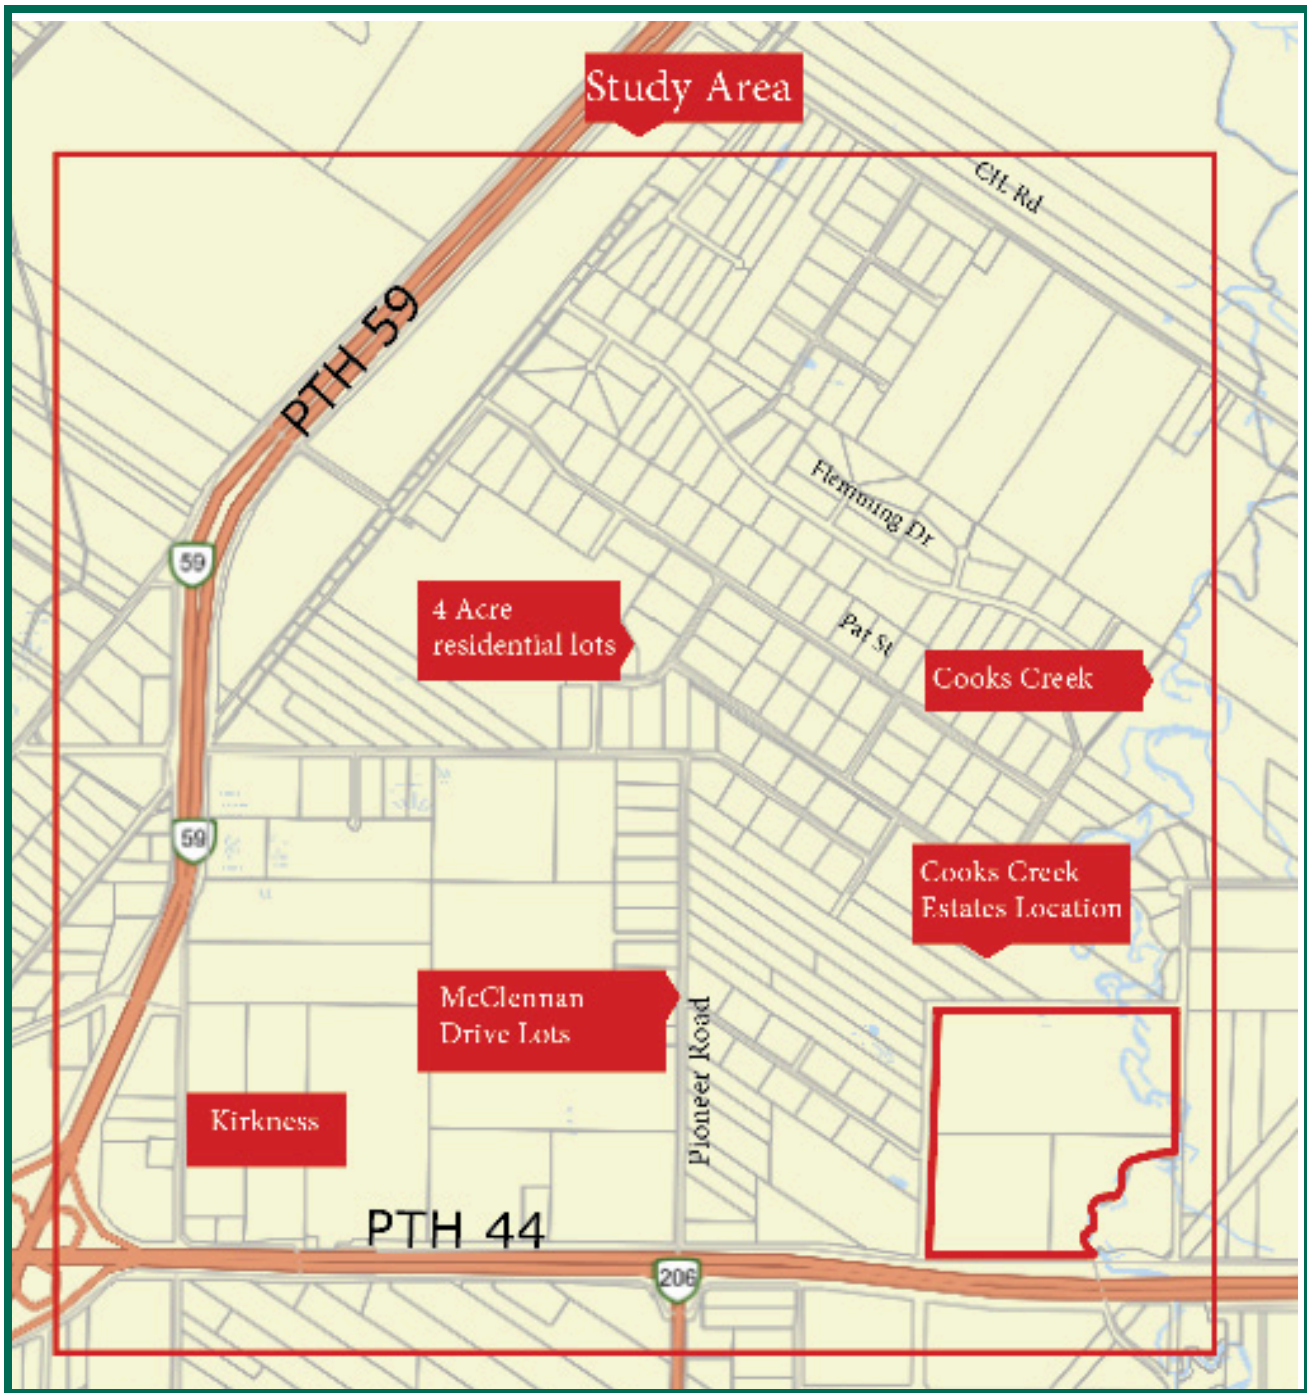 Study Area
CIL Rd
PTH 59
Flemming Dr
59
4 Acre
residential lots
Pat St
Cooks Creek
59
Cooks Creek
Estates Location
McClennan
Drive Lots
Pioneer Road
Kirkness
PTH 44
206